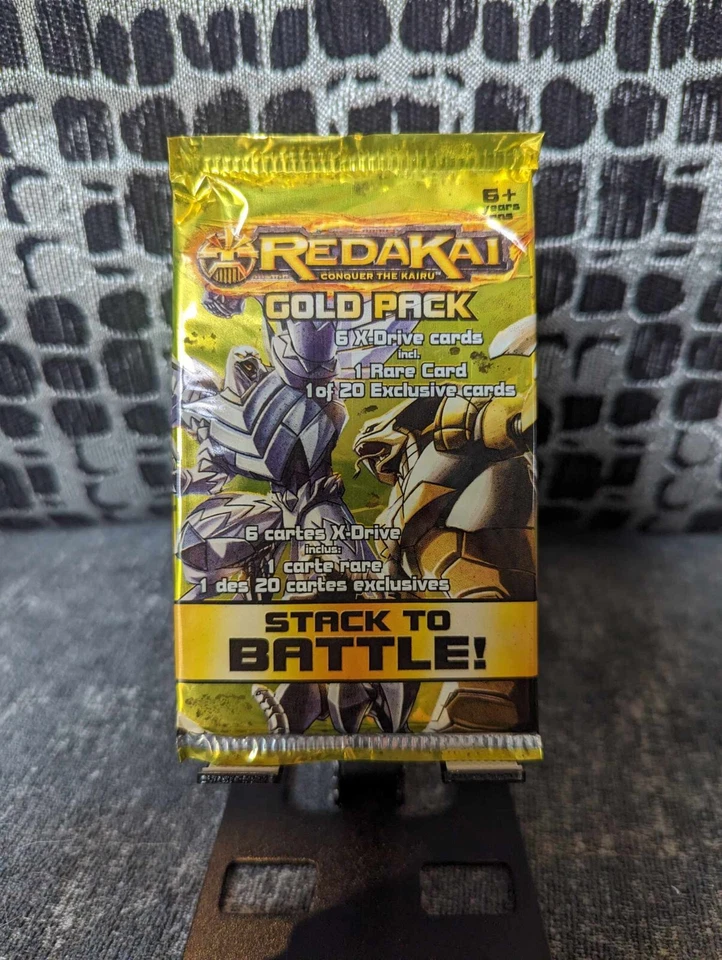 6+
years
ans
REDAKAI
CONQUER THE KAIRU™
GOLD PACK
6 X-Drive cards
incl.
1 Rare Card
1 of 20 Exclusive cards
6 cartes X-Drive
inclus:
1 carte rare
1 des 20 cartes exclusives
STACK TO
BATTLE!